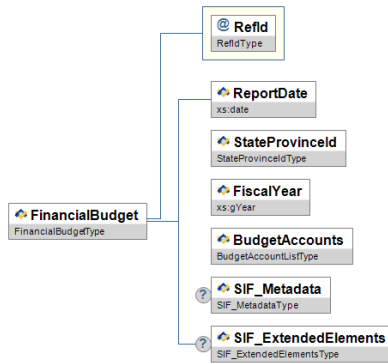 @ RefId
RefIdType
ReportDate
xs:date
StateProvinceId
StateProvinceIdType
FiscalYear
xs:gYear
FinancialBudget
FinancialBudgetType
BudgetAccounts
BudgetAccountListType
? SIF_Metadata
SIF_MetadataType
? SIF_ExtendedElements
SIF_ExtendedElementsType